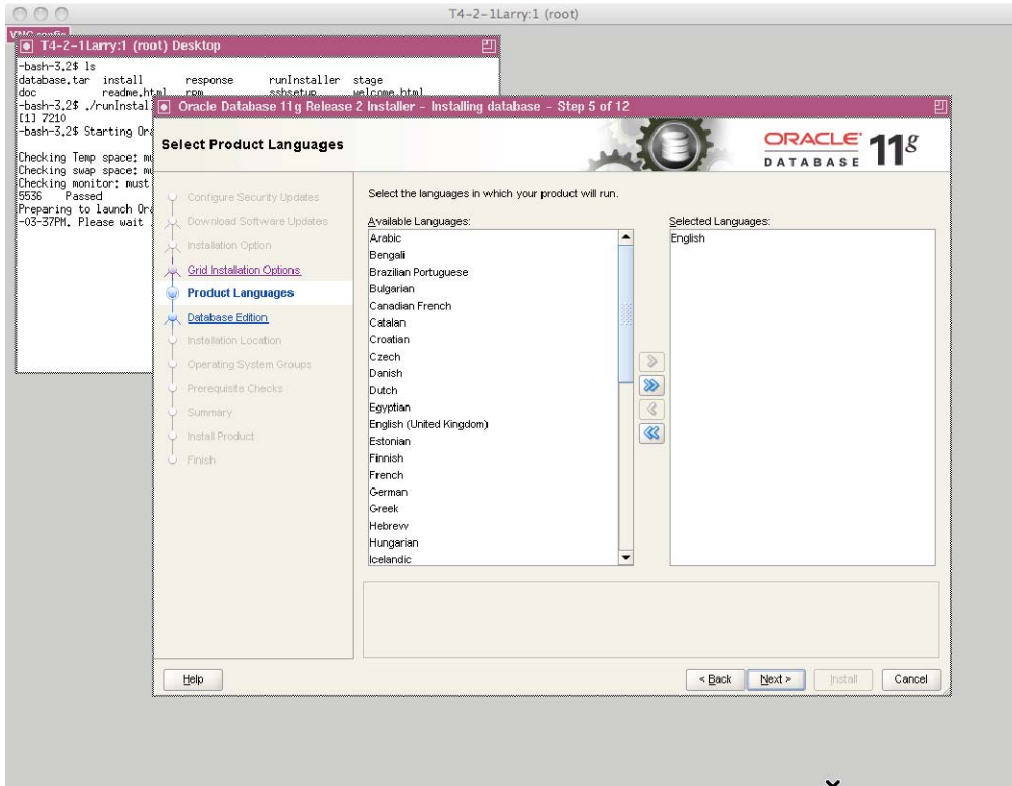 T4-2-1Larry:1 (root)
T4-2-1Larry:1 (root) Desktop
-bash-3.2$ ls
database.tar install response runInstaller stage
doc readme.html rpm sshsetup welcome.html
-bash-3.2$ ./runInstal
[1] 7210
-bash-3.2$ Starting Ora
Checking Temp space: mu
Checking swap space: mu
Checking monitor: must
5536 Passed
Preparing to launch Ora
-03-37PM. Please wait
Oracle Database 11g Release 2 Installer - Installing database - Step 5 of 12
Select Product Languages
ORACLE
DATABASE
11g
Configure Security Updates
Download Software Updates
Installation Option
Grid Installation Options
Product Languages
Database Edition
Installation Location
Operating System Groups
Prerequisite Checks
Summary
Install Product
Finish
Select the languages in which your product will run.
Available Languages:
Arabic
Bengali
Brazilian Portuguese
Bulgarian
Canadian French
Catalan
Croatian
Czech
Danish
Dutch
Egyptian
English (United Kingdom)
Estonian
Finnish
French
German
Greek
Hebrew
Hungarian
Icelandic
Selected Languages:
English
Help
< Back
Next >
Install
Cancel